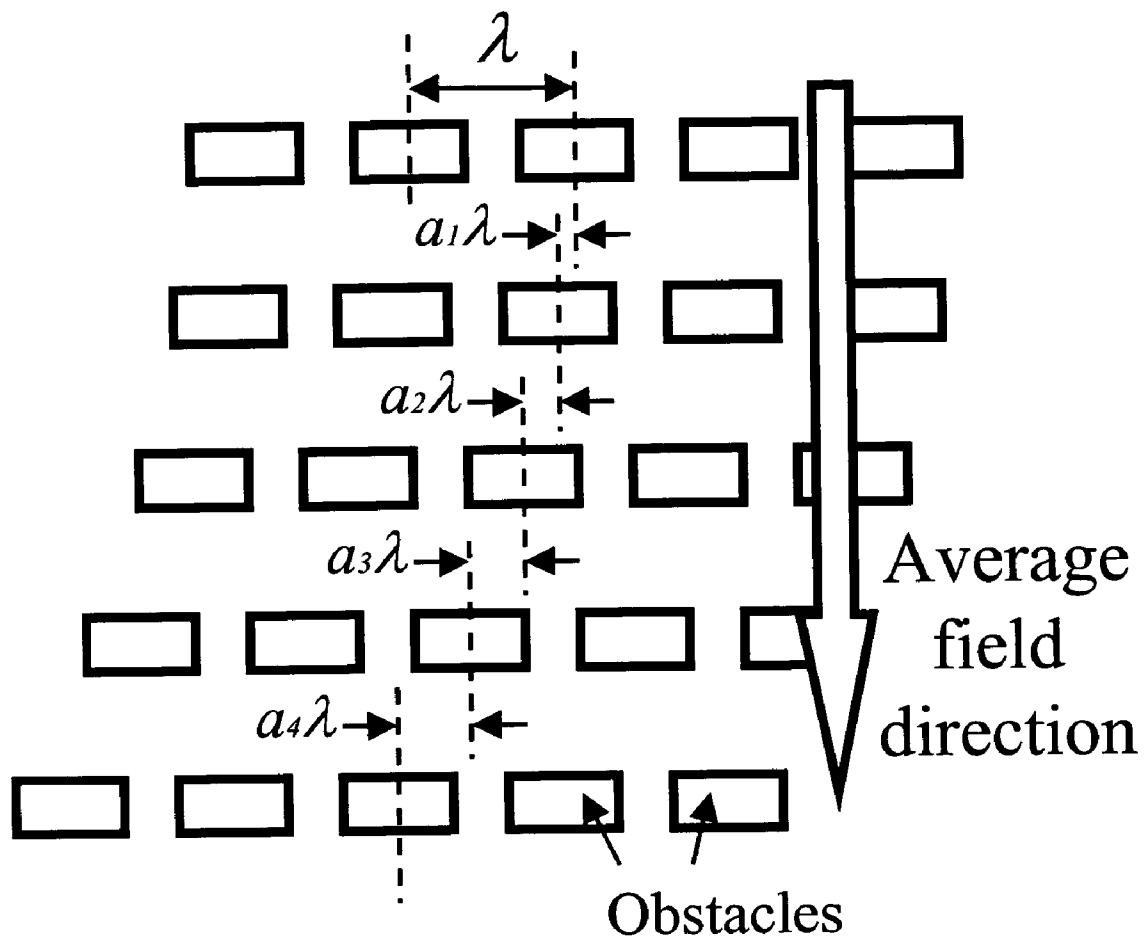 λ
a₁λ
a₂λ
a₃λ
Average
field
direction
a₄λ
Obstacles